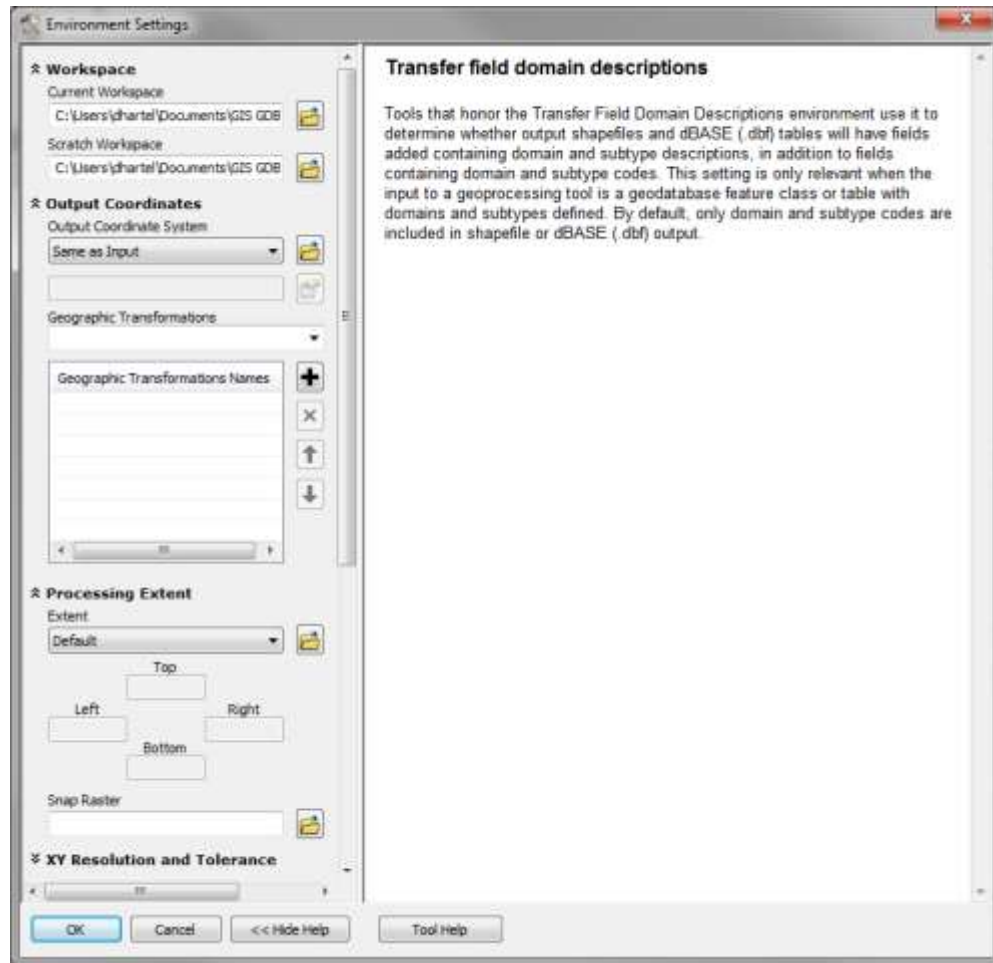 Environment Settings
Workspace
Current Workspace
C:\Users\dhartel\Documents\GIS GDB
Scratch Workspace
C:\Users\dhartel\Documents\GIS GDB
Output Coordinates
Output Coordinate System
Same as Input
Geographic Transformations
Geographic Transformations Names
Processing Extent
Extent
Default
Top
Left
Right
Bottom
Snap Raster
XY Resolution and Tolerance
OK
Cancel
<< Hide Help
Tool Help
Transfer field domain descriptions
Tools that honor the Transfer Field Domain Descriptions environment use it to
determine whether output shapefiles and dBASE (.dbf) tables will have fields
added containing domain and subtype descriptions, in addition to fields
containing domain and subtype codes. This setting is only relevant when the
input to a geoprocessing tool is a geodatabase feature class or table with
domains and subtypes defined. By default, only domain and subtype codes are
included in shapefile or dBASE (.dbf) output.